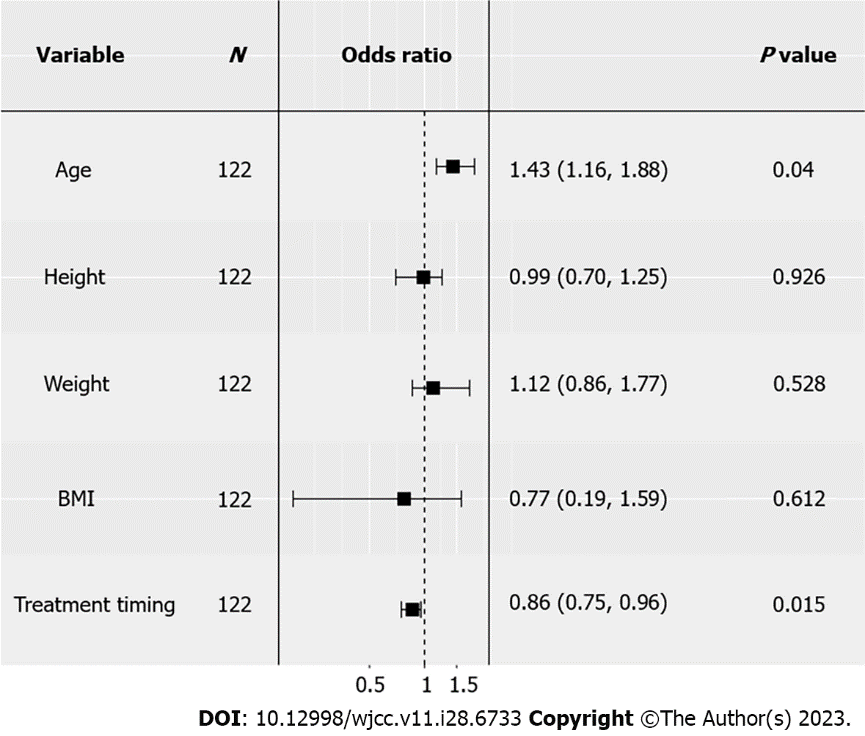 Variable N Odds ratio P value
Age 122 1.43 (1.16, 1.88) 0.04
Height 122 0.99 (0.70, 1.25) 0.926
Weight 122 1.12 (0.86, 1.77) 0.528
BMI 122 0.77 (0.19, 1.59) 0.612
Treatment timing 122 0.86 (0.75, 0.96) 0.015
0.5 1 1.5
DOI: 10.12998/wjcc.v11.i28.6733 Copyright ©The Author(s) 2023.